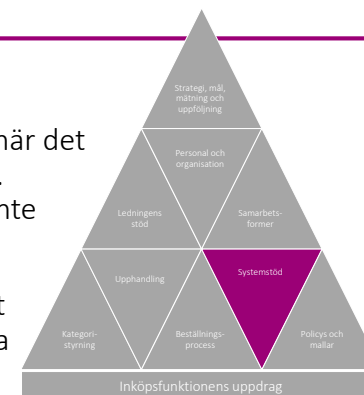 när det
.
nte
t
a
Strategi, mål,
mätning och
uppföljning
Personal och
organisation
Ledningens
stöd
Samarbets-
former
Upphandling
Systemstöd
Kategori-
styrning
Beställnings-
process
Policys och
mallar
Inköpsfunktionens uppdrag